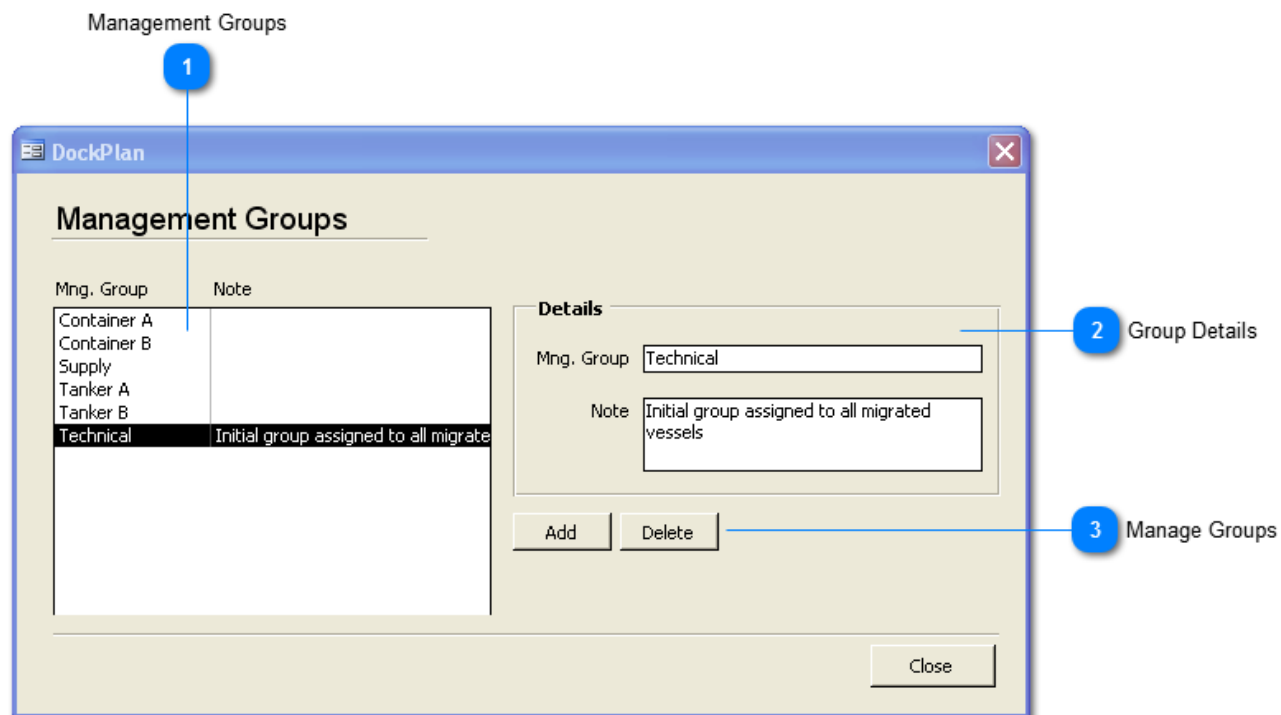 Management Groups
1
DockPlan
Management Groups
Mng. Group Note
Container A
Container B
Supply
Tanker A
Tanker B
Technical Initial group assigned to all migrate
Details
Mng. Group Technical
Note Initial group assigned to all migrated
vessels
2 Group Details
Add Delete
3 Manage Groups
Close